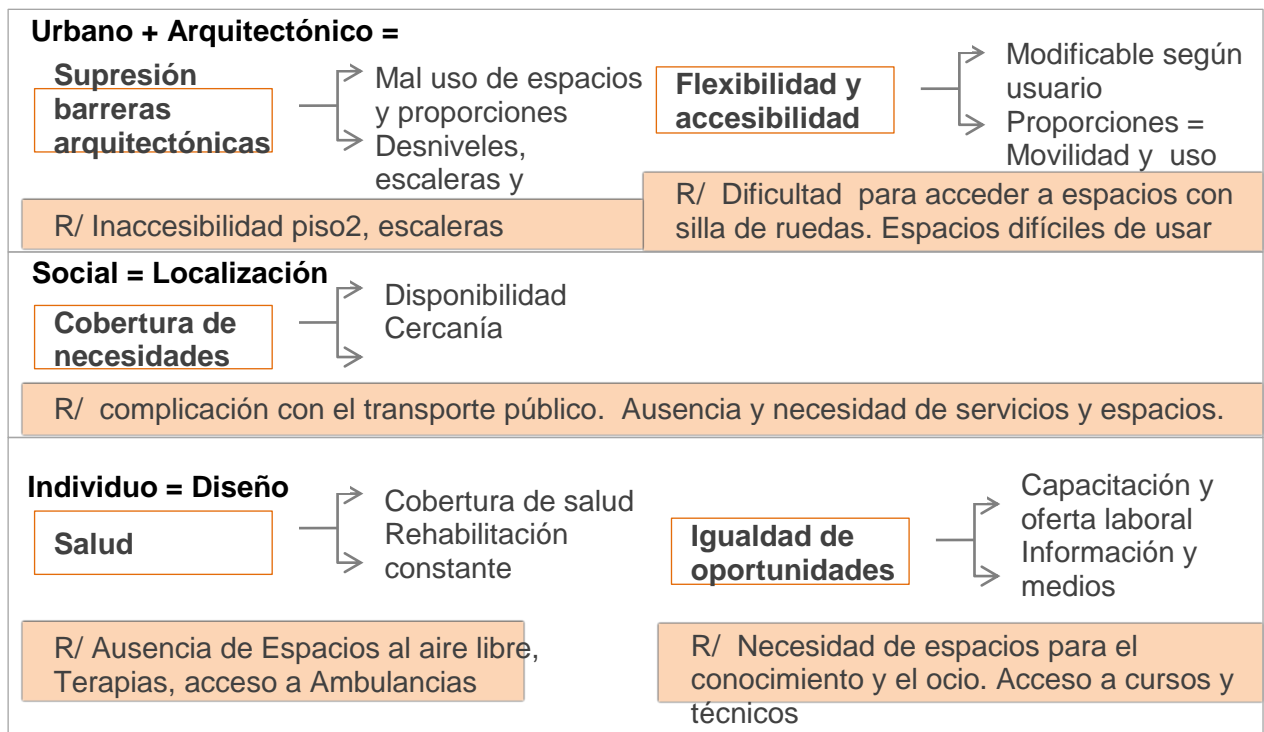 Urbano + Arquitectónico =
Supresión
barreras
arquitectónicas
Mal uso de espacios
y proporciones
Desniveles,
escaleras y
Flexibilidad y
accesibilidad
Modificable según
usuario
Proporciones =
Movilidad y uso
R/ Inaccesibilidad piso2, escaleras
R/ Dificultad para acceder a espacios con
silla de ruedas. Espacios difíciles de usar
Social = Localización
Cobertura de
necesidades
Disponibilidad
Cercanía
R/ complicación con el transporte público. Ausencia y necesidad de servicios y espacios.
Individuo = Diseño
Salud
Cobertura de salud
Rehabilitación
constante
Igualdad de
oportunidades
Capacitación y
oferta laboral
Información y
medios
R/ Ausencia de Espacios al aire libre,
Terapias, acceso a Ambulancias
R/ Necesidad de espacios para el
conocimiento y el ocio. Acceso a cursos y
técnicos